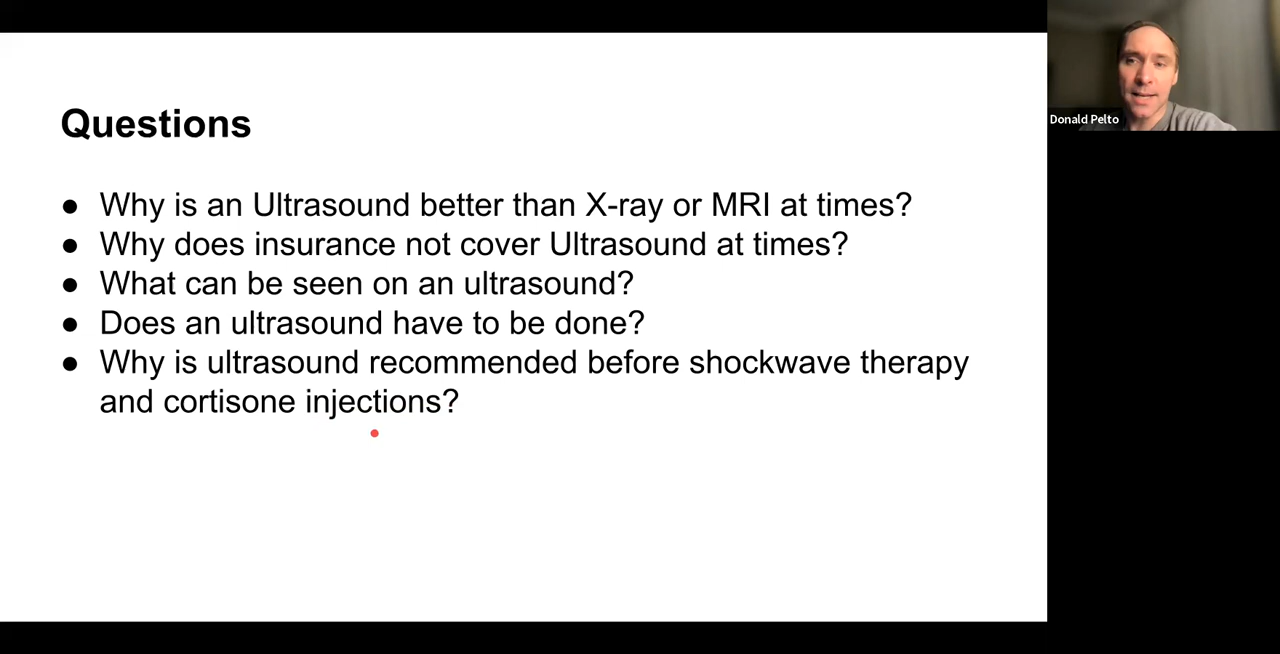 Questions
● Why is an Ultrasound better than X-ray or MRI at times?
● Why does insurance not cover Ultrasound at times?
● What can be seen on an ultrasound?
● Does an ultrasound have to be done?
● Why is ultrasound recommended before shockwave therapy
and cortisone injections?
Donald Pelto